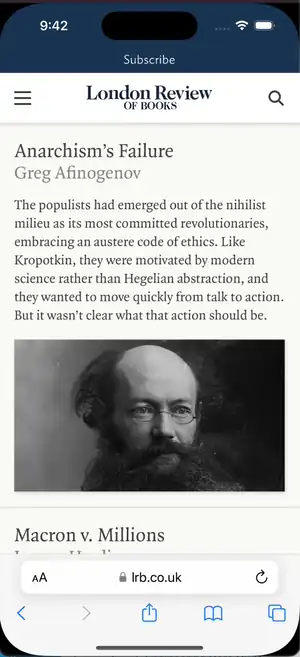 9:42
Subscribe
London Review
OF BOOKS
Anarchism's Failure
Greg Afinogenov
The populists had emerged out of the nihilist
milieu as its most committed revolutionaries,
embracing an austere code of ethics. Like
Kropotkin, they were motivated by modern
science rather than Hegelian abstraction, and
they wanted to move quickly from talk to action.
But it wasn't clear what that action should be.
Macron v. Millions
AA lrb.co.uk